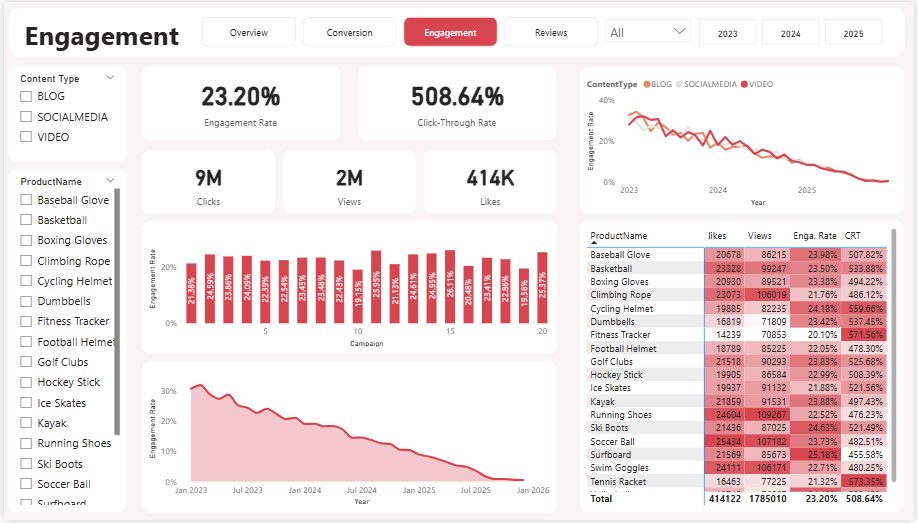 Engagement
Overview
Conversion
Engagement
Reviews
All
2023
2024
2025
Content Type
BLOG
SOCIALMEDIA
VIDEO
ProductName
Baseball Glove
Basketball
Boxing Gloves
Climbing Rope
Cycling Helmet
Dumbbells
Fitness Tracker
Football Helmet
Golf Clubs
Hockey Stick
Ice Skates
Kayak
Running Shoes
Ski Boots
Soccer Ball
Surfboard
23.20%
Engagement Rate
508.64%
Click-Through Rate
9M
Clicks
2M
Views
414K
Likes
Engagement Rate
20%
0%
21.38% 24.59% 23.86% 24.09% 22.39% 22.54% 23.45% 23.48% 22.43% 19.15% 25.95% 21.13% 24.61% 24.95% 26.11% 20.48% 23.41% 22.86% 19.56% 25.37%
5 10 15 20
Campaign
Engagement Rate
30%
20%
10%
0%
Jan 2023 Jul 2023 Jan 2024 Jul 2024 Jan 2025 Jul 2025 Jan 2026
Year
ContentType BLOG SOCIALMEDIA VIDEO
Engagement Rate
40%
20%
0%
2023 2024 2025
Year
ProductName likes Views Enga. Rate CRT
Baseball Glove 20678 86215 23.98% 507.82%
Basketball 23328 99247 23.50% 533.88%
Boxing Gloves 20930 89521 23.38% 494.22%
Climbing Rope 23073 106019 21.76% 486.12%
Cycling Helmet 19885 82235 24.18% 559.66%
Dumbbells 16819 71809 23.42% 537.45%
Fitness Tracker 14239 70853 20.10% 571.56%
Football Helmet 18789 85225 22.05% 478.30%
Golf Clubs 21518 90293 23.83% 525.68%
Hockey Stick 19905 86584 22.99% 508.39%
Ice Skates 19937 91132 21.88% 521.56%
Kayak 21859 91531 23.88% 497.43%
Running Shoes 24604 109267 22.52% 476.23%
Ski Boots 21436 87025 24.63% 521.49%
Soccer Ball 25434 107182 23.73% 482.51%
Surfboard 21569 85673 25.18% 455.58%
Swim Goggles 24111 106171 22.71% 480.25%
Tennis Racket 16463 77225 21.32% 573.35%
Total 414122 1785010 23.20% 508.64%